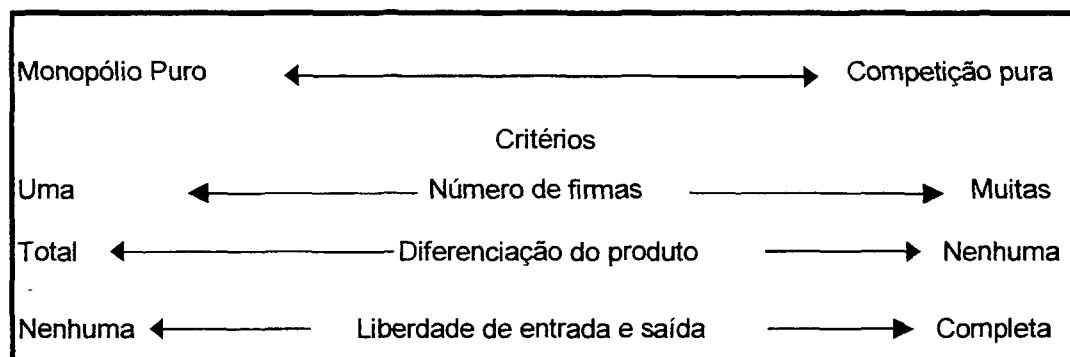 Monopólio Puro Competição pura
Critérios
Uma Número de firmas Muitas
Total Diferenciação do produto Nenhuma
Nenhuma Liberdade de entrada e saída Completa